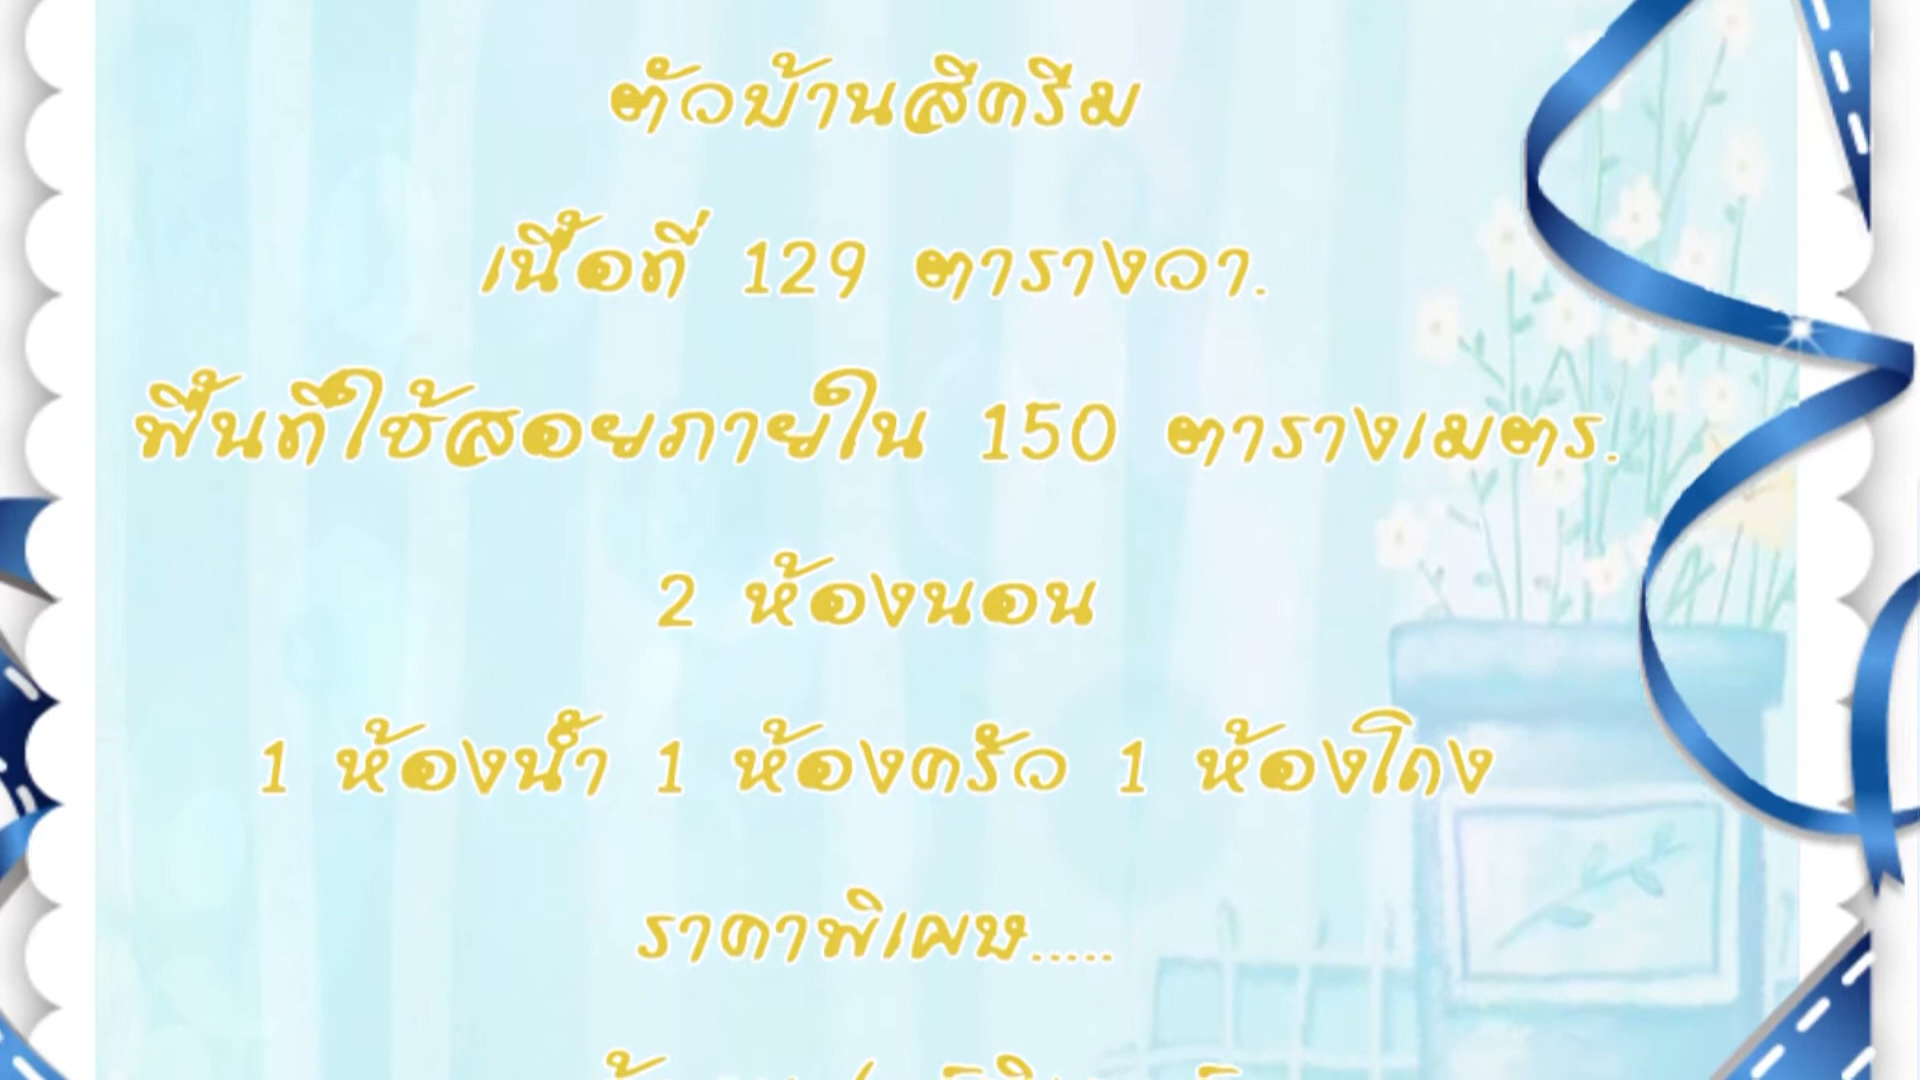 ตัวบ้านสีครีม
เนื้อที่ 129 ตารางวา.
พื้นที่ใช้สอยภายใน 150 ตารางเมตร.
2 ห้องนอน
1 ห้องน้ำ 1 ห้องครัว 1 ห้องโถง
ราคาพิเศษ.....